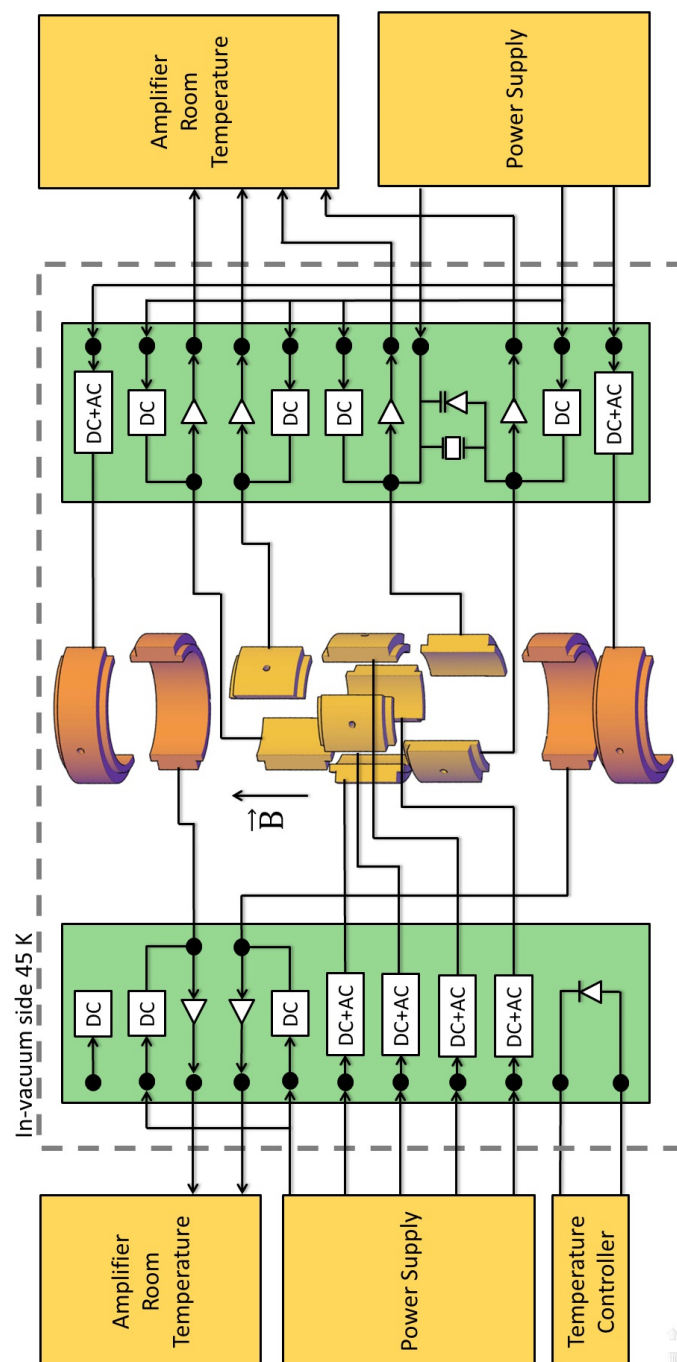 In-vacuum side 45 K
Amplifier
Room
Temperature
Power Supply
Temperature
Controller
DC
DC
DC
DC+AC
DC+AC
DC+AC
DC+AC
B
DC+AC
DC
DC
DC
DC
DC+AC
Amplifier
Room
Temperature
Power Supply